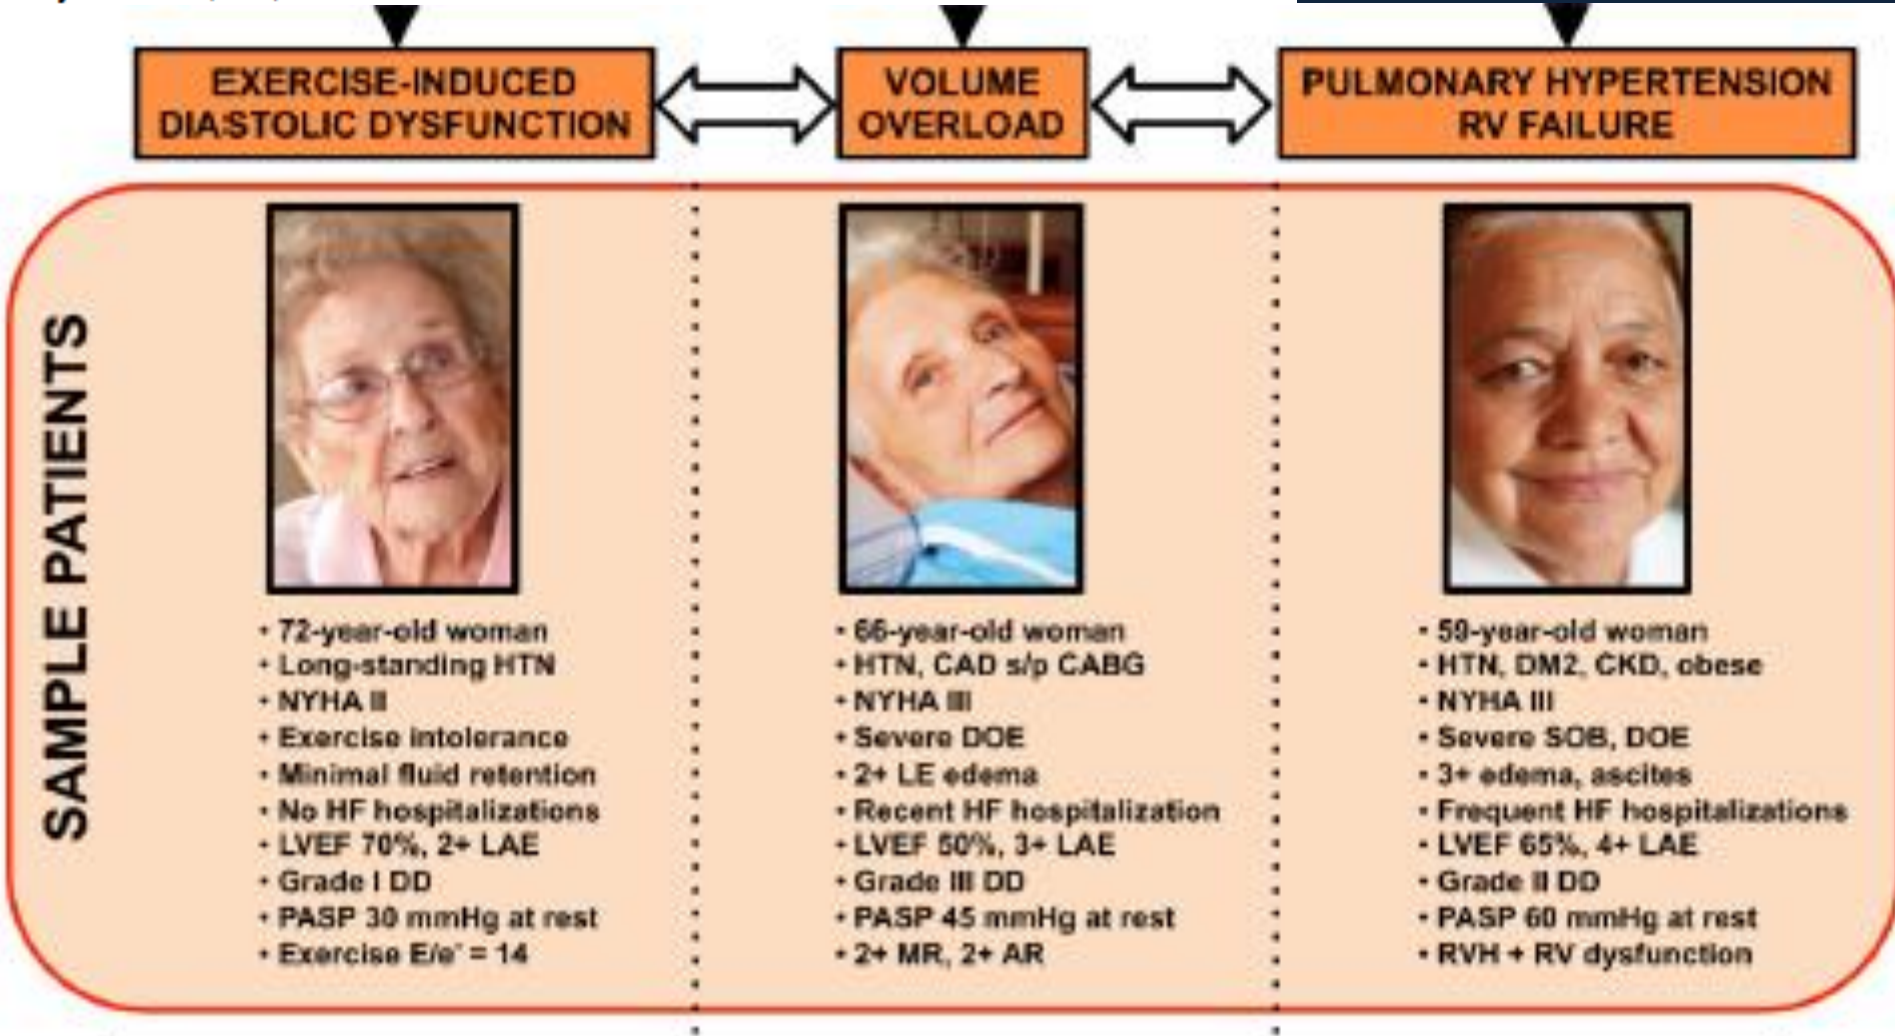 EXERCISE-INDUCED
DIASTOLIC DYSFUNCTION
VOLUME
OVERLOAD
PULMONARY HYPERTENSION
RV FAILURE
SAMPLE PATIENTS
• 72-year-old woman
• Long-standing HTN
• NYHA II
• Exercise intolerance
• Minimal fluid retention
• No HF hospitalizations
• LVEF 70%, 2+ LAE
• Grade I DD
• PASP 30 mmHg at rest
• Exercise E/e' = 14
• 66-year-old woman
• HTN, CAD s/p CABG
• NYHA III
• Severe DOE
• 2+ LE edema
• Recent HF hospitalization
• LVEF 50%, 3+ LAE
• Grade III DD
• PASP 45 mmHg at rest
• 2+ MR, 2+ AR
• 59-year-old woman
• HTN, DM2, CKD, obese
• NYHA III
• Severe SOB, DOE
• 3+ edema, ascites
• Frequent HF hospitalizations
• LVEF 65%, 4+ LAE
• Grade II DD
• PASP 60 mmHg at rest
• RVH + RV dysfunction